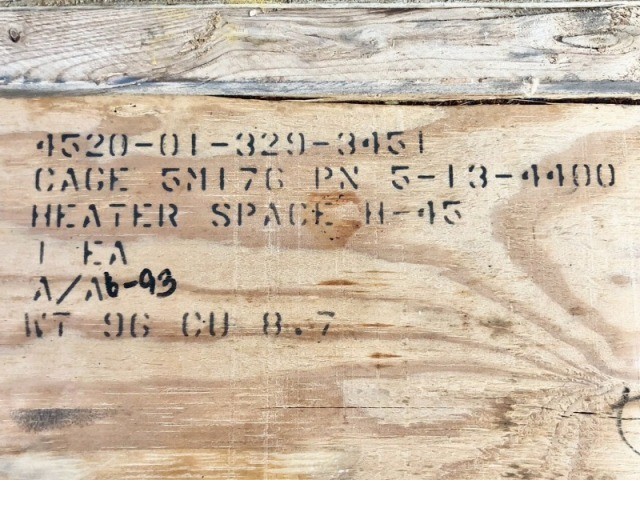 4520-01-329-3451
CAGE 5M176 PN 5-13-4400
HEATER SPACE H-45
1 EA
A/A6-93
WT 96 CU 8.7